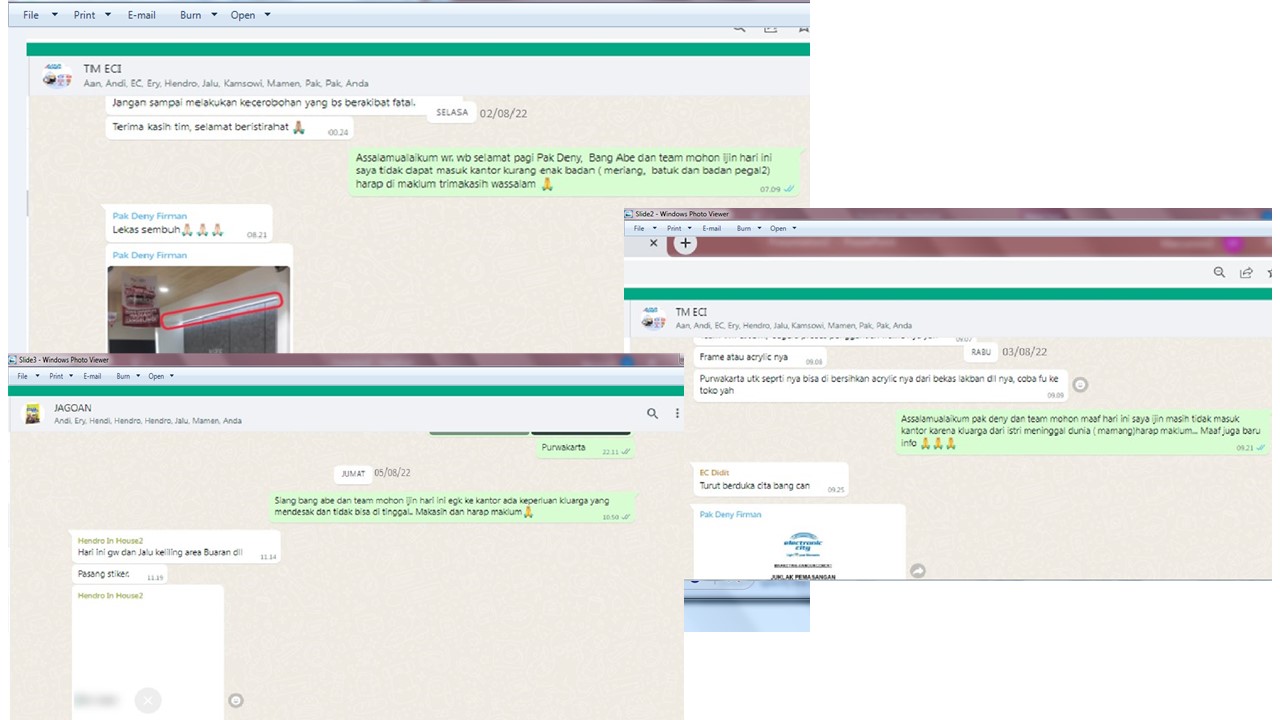 File Print E-mail Burn Open
TIM ECI
Aan, Andi, EC, Ery, Hendro, Jalu, Kamsowi, Mamen, Pak, Pak, Anda
Jangan sampai melakukan kecerobohan yang bs berakibat fatal.
SELASA 02/08/22
Terima kasih tim, selamat beristirahat 🙏 00.24
Assalamualaikum wr. wb selamat pagi Pak Deny, Bang Abe dan team mohon ijin hari ini
saya tidak dapat masuk kantor kurang enak badan ( meriang, batuk dan badan pegal2)
harap di maklum trimakasih wassalam 🙏
07.09
Pak Deny Firman
Lekas sembuh🙏🙏🙏 08.21
Pak Deny Firman
Slide2 - Windows Photo Viewer
File Print E-mail Burn Open
TM ECI
Aan, Andi, EC, Ery, Hendro, Jalu, Kamsowi, Mamen, Pak, Pak, Anda
09.07
RABU 03/08/22
Frame atau acrylic nya 09.08
Purwakarta utk seprti nya bisa di bersihkan acrylic nya dari bekas lakban dll nya, coba fu ke
toko yah 09.09
Assalamualaikum pak deny dan team mohon maaf hari ini saya ijin masih tidak masuk
kantor karena kluarga dari istri meninggal dunia ( mamang)harap maklum... Maaf juga baru
info 🙏🙏🙏 09.21
EC Didit
Turut berduka cita bang can 09.25
Pak Deny Firman
electronic
city
JUKLAK PEMASANGAN
Slide3 - Windows Photo Viewer
File Print E-mail Burn Open
JAGOAN
Andi, Ery, Hendi, Hendro, Hendro, Jalu, Mamen, Anda
Purwakarta 22.11
JUMAT 05/08/22
Siang bang abe dan team mohon ijin hari ini egk ke kantor ada keperluan kluarga yang
mendesak dan tidak bisa di tinggal. Makasih dan harap maklum🙏 10.50
Hendro In House2
Hari ini gw dan Jalu keliling area Buaran dll 11.14
Pasang stiker. 11.19
Hendro In House2